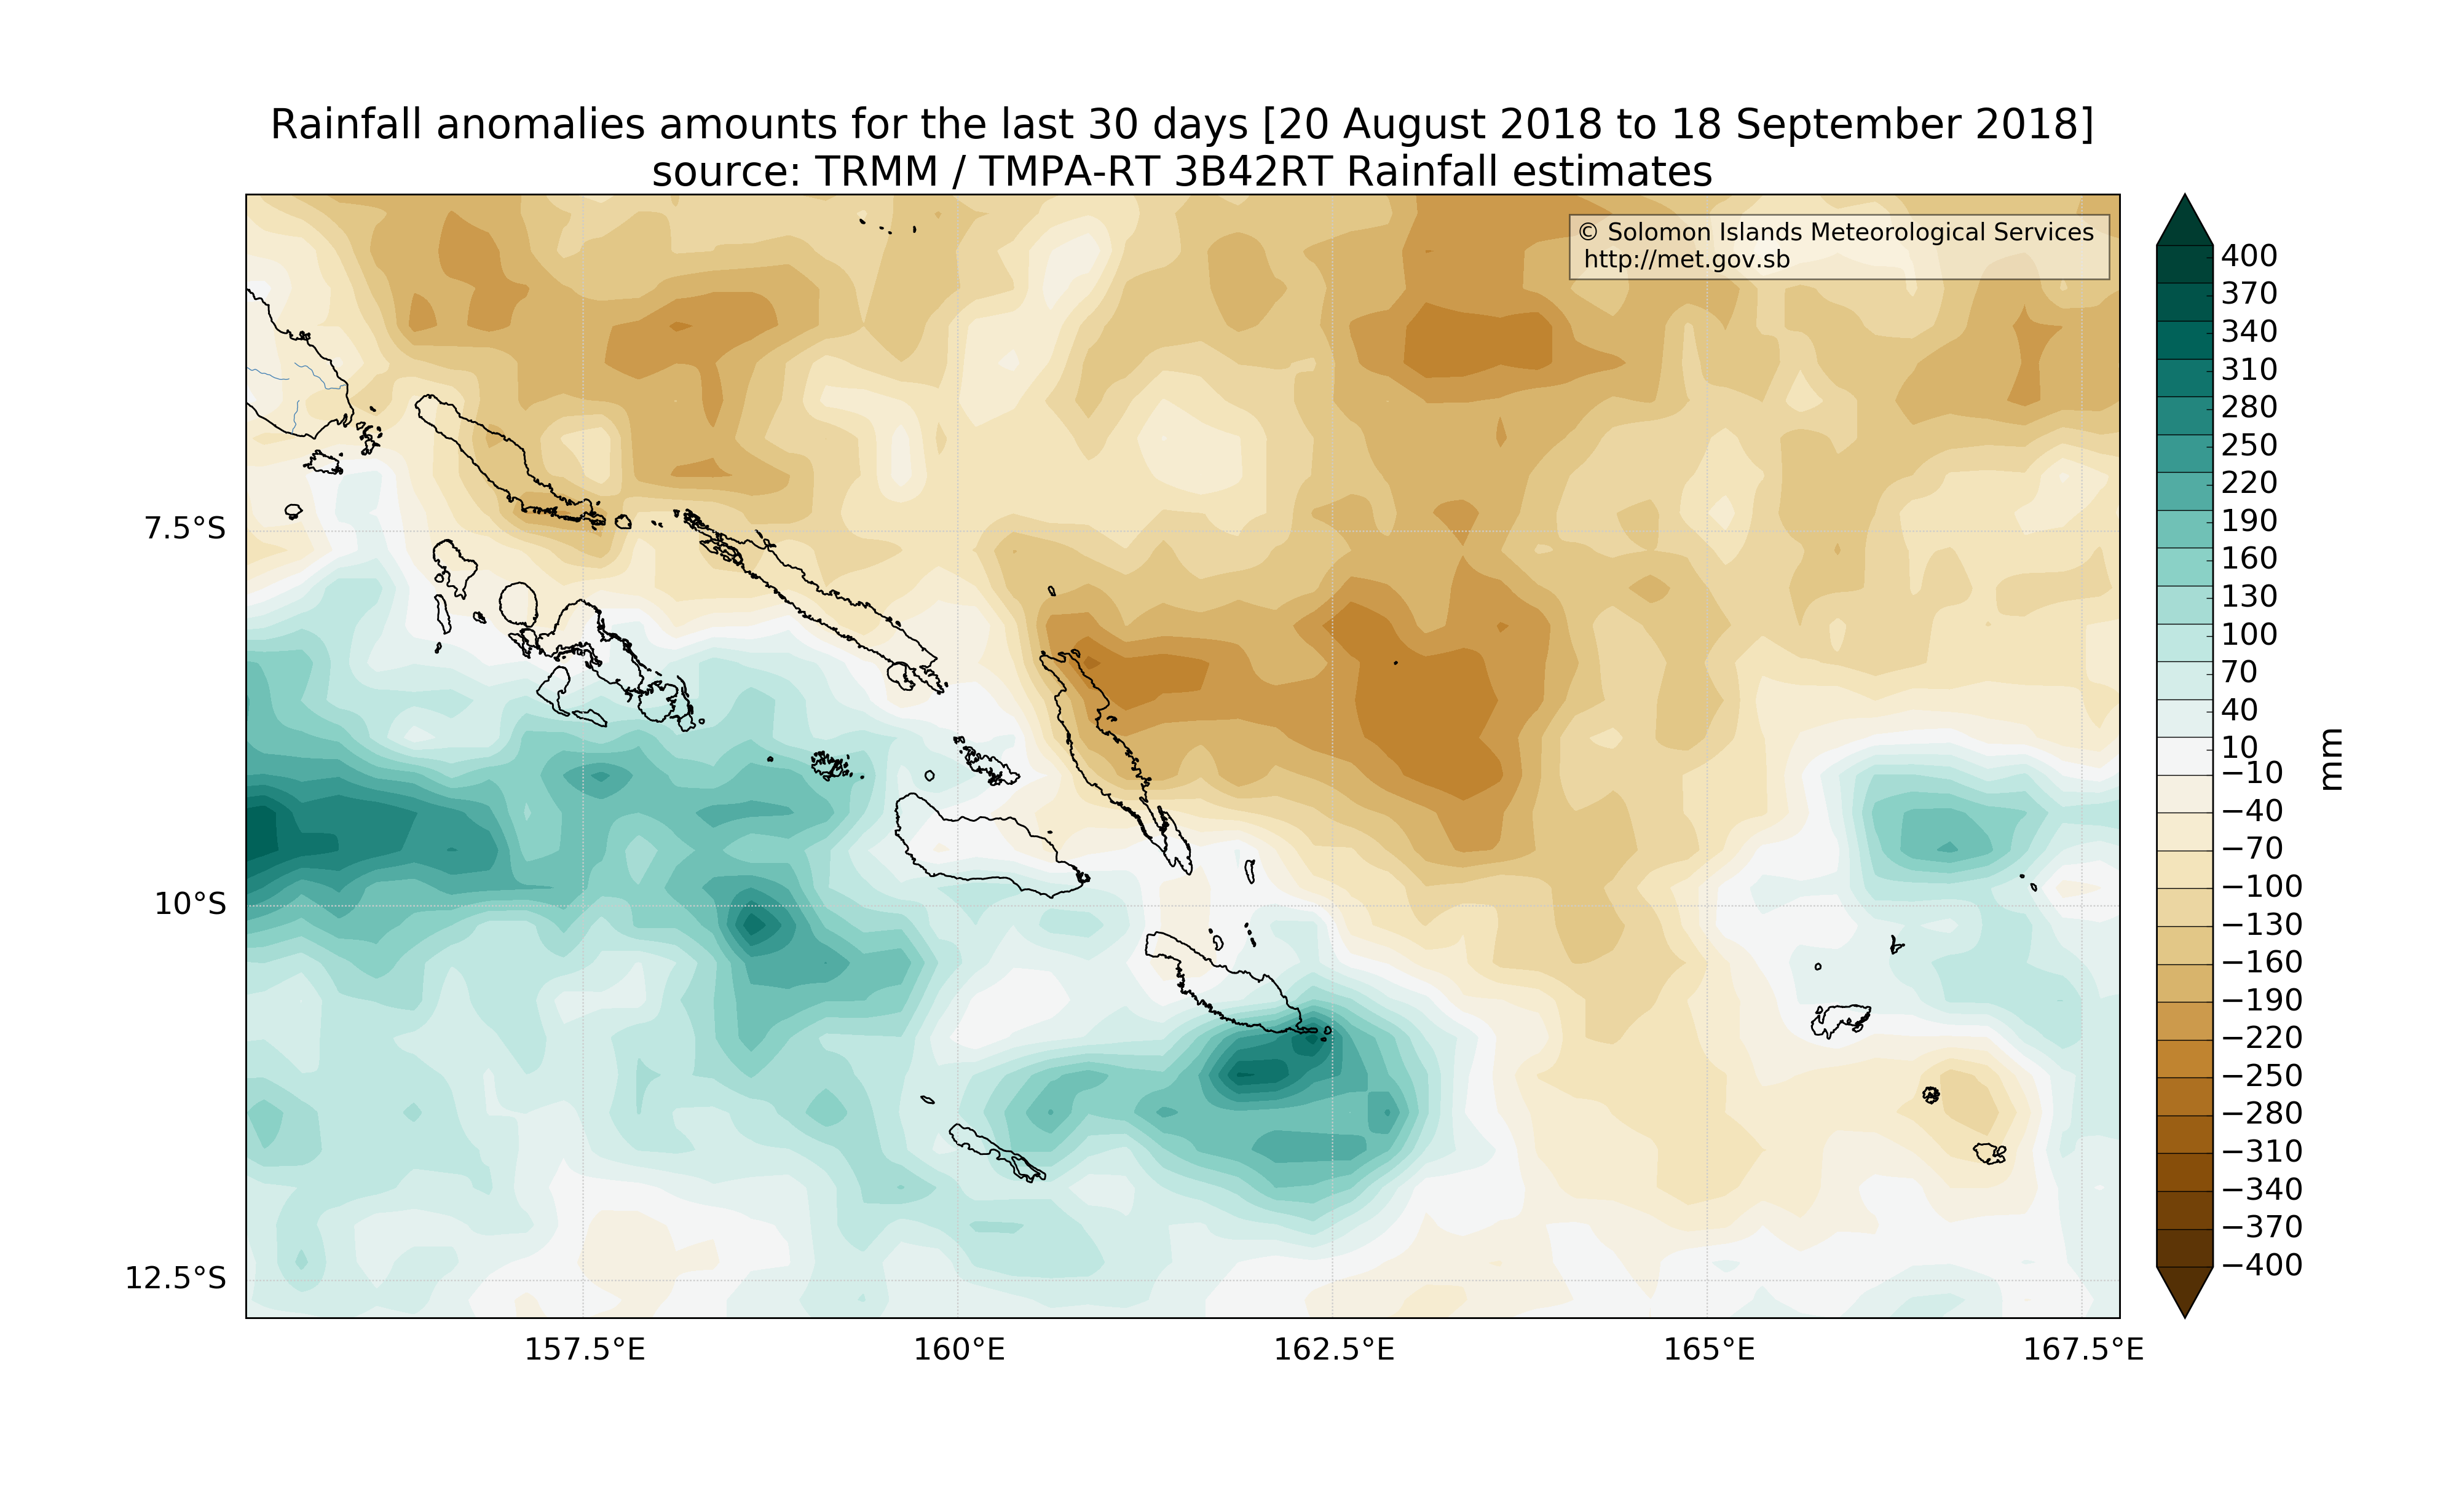 Rainfall anomalies amounts for the last 30 days [20 August 2018 to 18 September 2018]
source: TRMM / TMPA-RT 3B42RT Rainfall estimates
© Solomon Islands Meteorological Services
http://met.gov.sb
7.5°S
10°S
12.5°S
157.5°E
160°E
162.5°E
165°E
167.5°E
400
370
340
310
280
250
220
190
160
130
100
70
40
10
−10
−40
−70
−100
−130
−160
−190
−220
−250
−280
−310
−340
−370
−400
mm